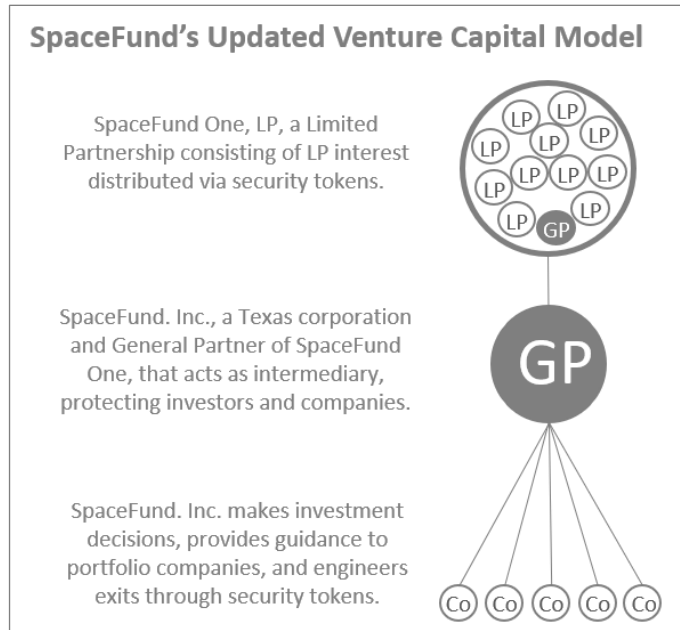 SpaceFund's Updated Venture Capital Model
SpaceFund One, LP, a Limited
Partnership consisting of LP interest
distributed via security tokens.
LP LP LP
LP LP
LP LP LP LP
LP LP
GP
SpaceFund. Inc., a Texas corporation
and General Partner of SpaceFund
One, that acts as intermediary,
protecting investors and companies.
GP
SpaceFund. Inc. makes investment
decisions, provides guidance to
portfolio companies, and engineers
exits through security tokens.
Co Co Co Co Co